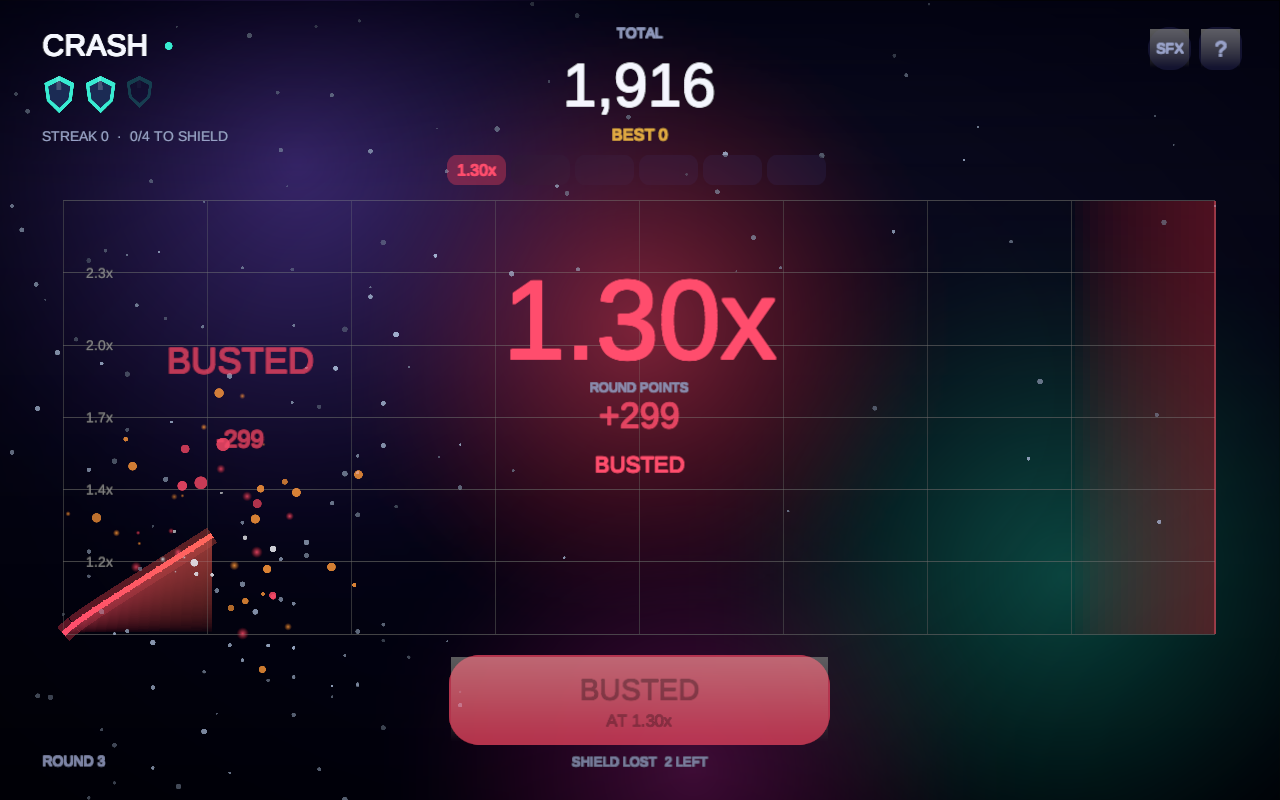 CRASH
STREAK 0 · 0/4 TO SHIELD
TOTAL
1,916
BEST 0
SFX
?
1.30x
2.3x
2.0x
1.7x
1.4x
1.2x
BUSTED
-299
1.30x
ROUND POINTS
+299
BUSTED
BUSTED
AT 1.30x
ROUND 3
SHIELD LOST 2 LEFT